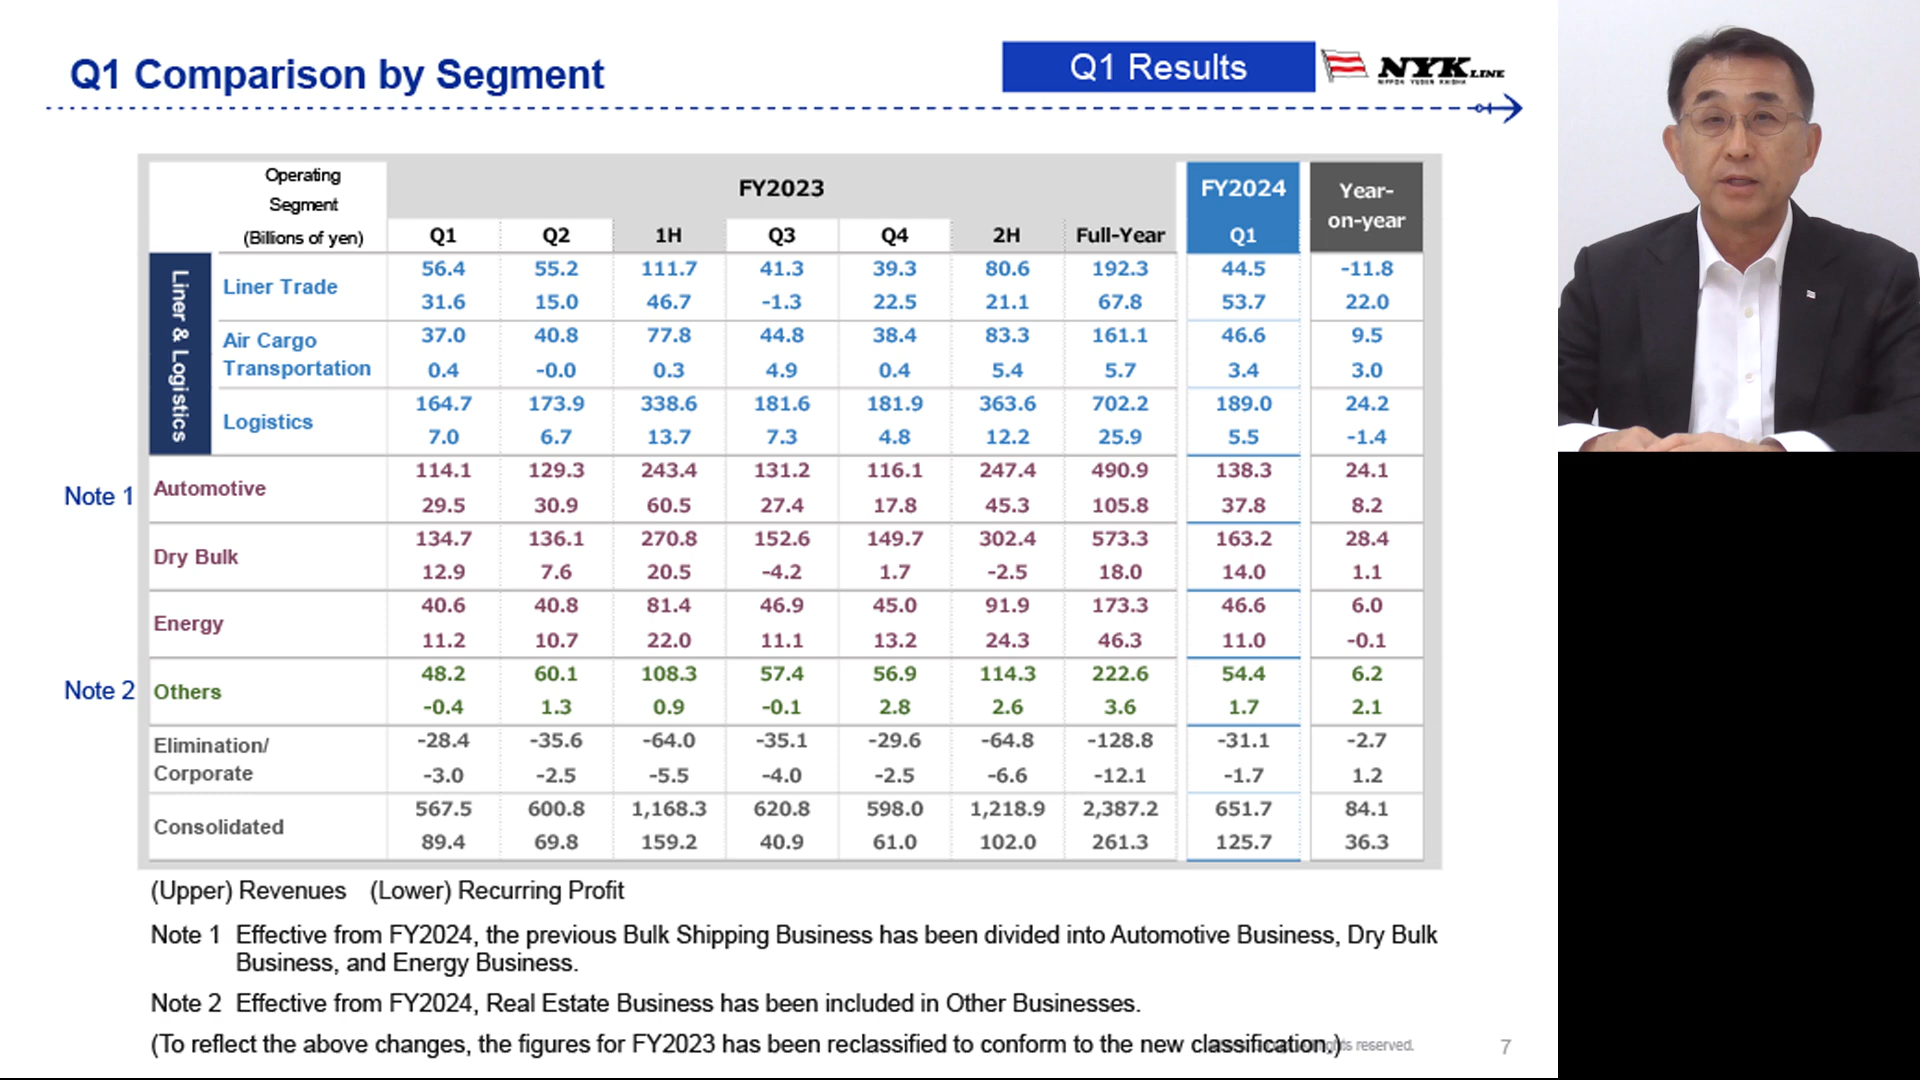 Q1 Comparison by Segment
Q1 Results
NYK LINE
NIPPON YUSEN KAISHA
Operating
Segment
(Billions of yen)
FY2023
FY2024
Year-
on-year
Q1 Q2 1H Q3 Q4 2H Full-Year Q1
Liner & Logistics
Liner Trade
56.4 55.2 111.7 41.3 39.3 80.6 192.3 44.5 -11.8
31.6 15.0 46.7 -1.3 22.5 21.1 67.8 53.7 22.0
Air Cargo
Transportation
37.0 40.8 77.8 44.8 38.4 83.3 161.1 46.6 9.5
0.4 -0.0 0.3 4.9 0.4 5.4 5.7 3.4 3.0
Logistics
164.7 173.9 338.6 181.6 181.9 363.6 702.2 189.0 24.2
7.0 6.7 13.7 7.3 4.8 12.2 25.9 5.5 -1.4
Note 1
Automotive
114.1 129.3 243.4 131.2 116.1 247.4 490.9 138.3 24.1
29.5 30.9 60.5 27.4 17.8 45.3 105.8 37.8 8.2
Dry Bulk
134.7 136.1 270.8 152.6 149.7 302.4 573.3 163.2 28.4
12.9 7.6 20.5 -4.2 1.7 -2.5 18.0 14.0 1.1
Energy
40.6 40.8 81.4 46.9 45.0 91.9 173.3 46.6 6.0
11.2 10.7 22.0 11.1 13.2 24.3 46.3 11.0 -0.1
Note 2
Others
48.2 60.1 108.3 57.4 56.9 114.3 222.6 54.4 6.2
-0.4 1.3 0.9 -0.1 2.8 2.6 3.6 1.7 2.1
Elimination/
Corporate
-28.4 -35.6 -64.0 -35.1 -29.6 -64.8 -128.8 -31.1 -2.7
-3.0 -2.5 -5.5 -4.0 -2.5 -6.6 -12.1 -1.7 1.2
Consolidated
567.5 600.8 1,168.3 620.8 598.0 1,218.9 2,387.2 651.7 84.1
89.4 69.8 159.2 40.9 61.0 102.0 261.3 125.7 36.3
(Upper) Revenues (Lower) Recurring Profit
Note 1 Effective from FY2024, the previous Bulk Shipping Business has been divided into Automotive Business, Dry Bulk
Business, and Energy Business.
Note 2 Effective from FY2024, Real Estate Business has been included in Other Businesses.
(To reflect the above changes, the figures for FY2023 has been reclassified to conform to the new classification.)
reserved.
7